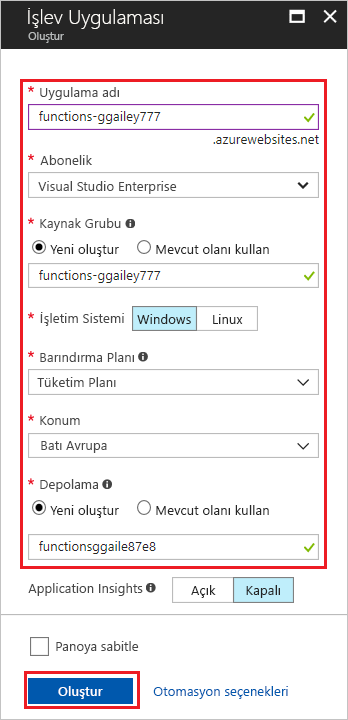 İşlev Uygulaması
Oluştur
* Uygulama adı
functions-ggailey777
.azurewebsites.net
* Abonelik
Visual Studio Enterprise
* Kaynak Grubu
Yeni oluştur Mevcut olanı kullan
functions-ggailey777
* İşletim Sistemi Windows Linux
* Barındırma Planı
Tüketim Planı
* Konum
Batı Avrupa
* Depolama
Yeni oluştur Mevcut olanı kullan
functionsggaile87e8
Application Insights Açık Kapalı
Panoya sabitle
Oluştur Otomasyon seçenekleri